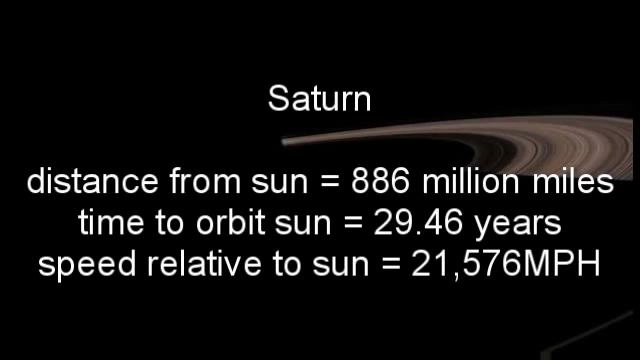 Saturn
distance from sun = 886 million miles
time to orbit sun = 29.46 years
speed relative to sun = 21,576MPH